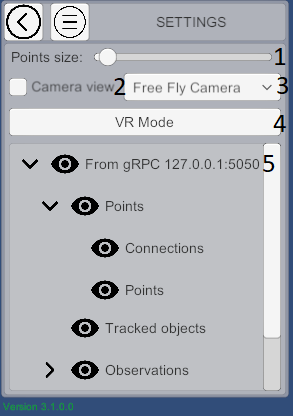 SETTINGS
Points size: 1
Camera view 2 Free Fly Camera 3
VR Mode 4
From gRPC 127.0.0.1:5050 5
Points
Connections
Points
Tracked objects
Observations
Version 3.1.0.0